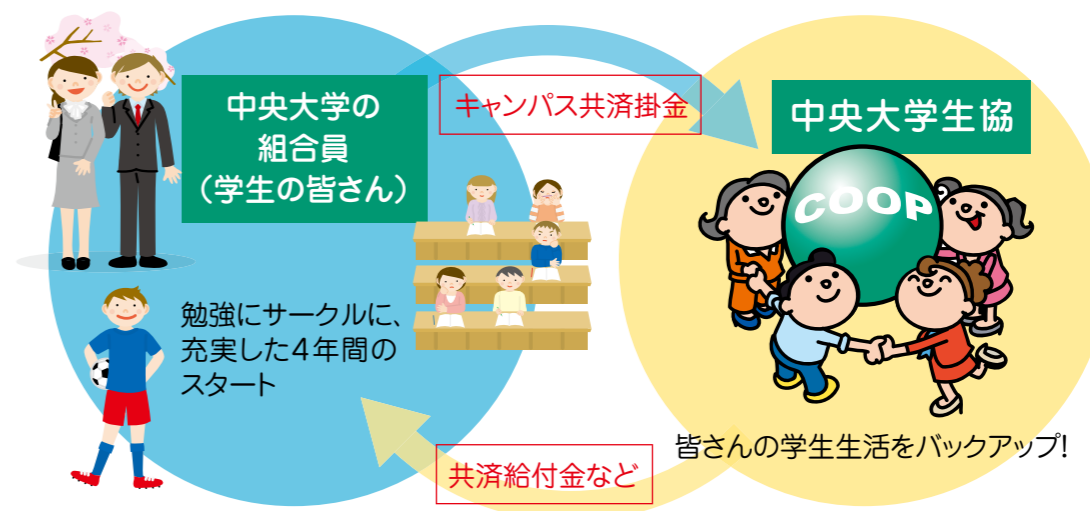 中央大学の
組合員
（学生の皆さん）
キャンパス共済掛金
中央大学生協
COOP
勉強にサークルに、
充実した4年間の
スタート
皆さんの学生生活をバックアップ!
共済給付金など